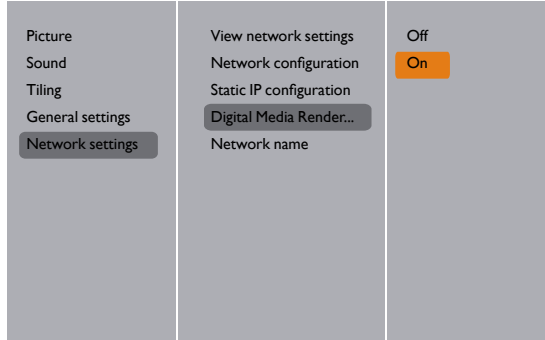 Picture
Sound
Tiling
General settings
Network settings
View network settings
Network configuration
Static IP configuration
Digital Media Render...
Network name
Off
On